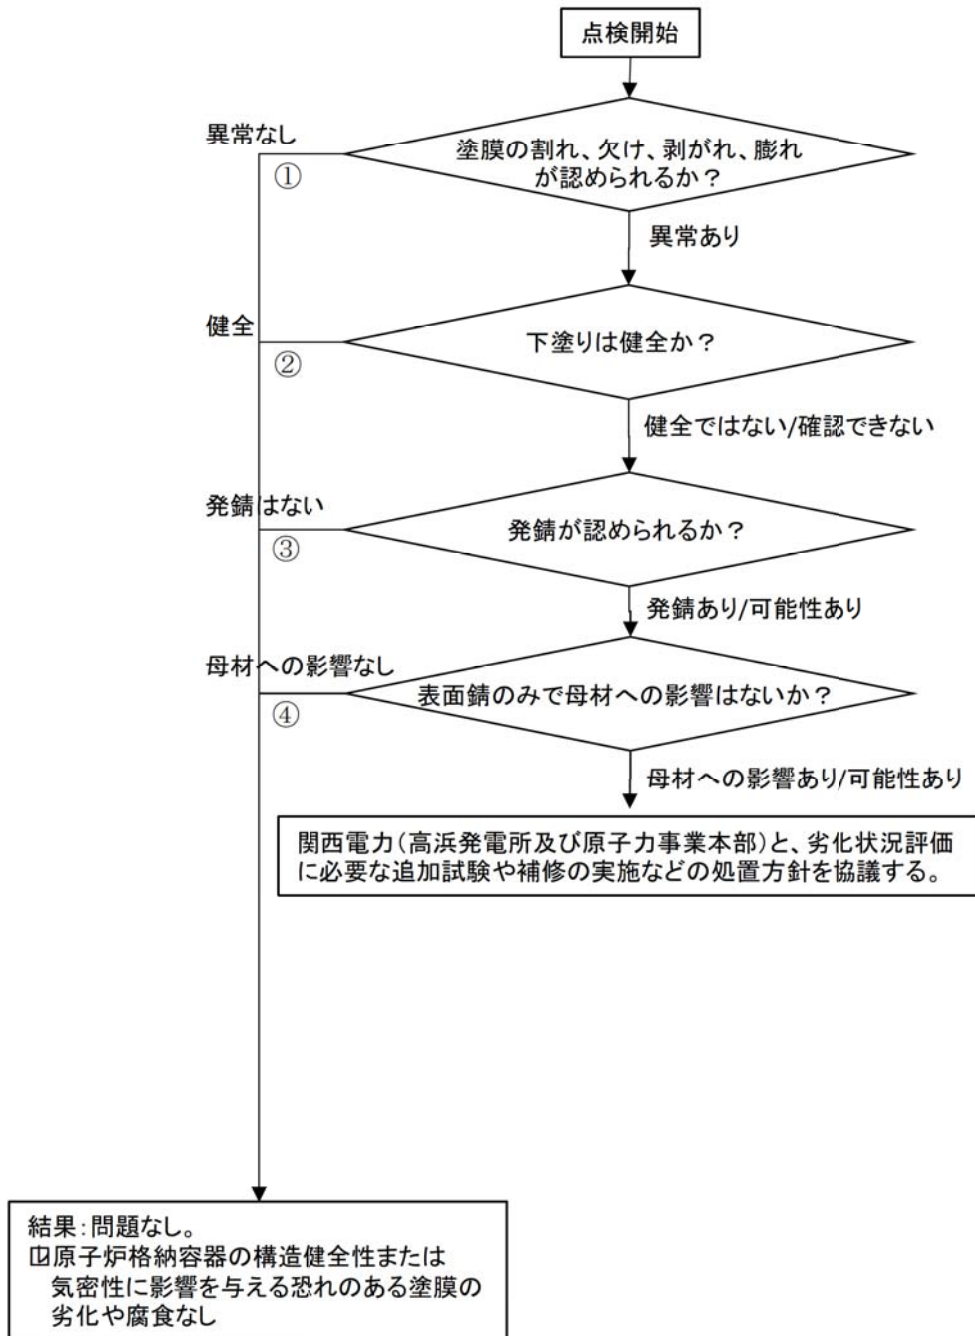 点検開始
異常なし
①
塗膜の割れ、欠け、剥がれ、膨れ
が認められるか？
異常あり
健全
②
下塗りは健全か？
健全ではない/確認できない
発錆はない
③
発錆が認められるか？
発錆あり/可能性あり
母材への影響なし
④
表面錆のみで母材への影響はないか？
母材への影響あり/可能性あり
関西電力（高浜発電所及び原子力事業本部）と、劣化状況評価
に必要な追加試験や補修の実施などの処置方針を協議する。
結果：問題なし。
原子炉格納容器の構造健全性または
気密性に影響を与える恐れのある塗膜の
劣化や腐食なし